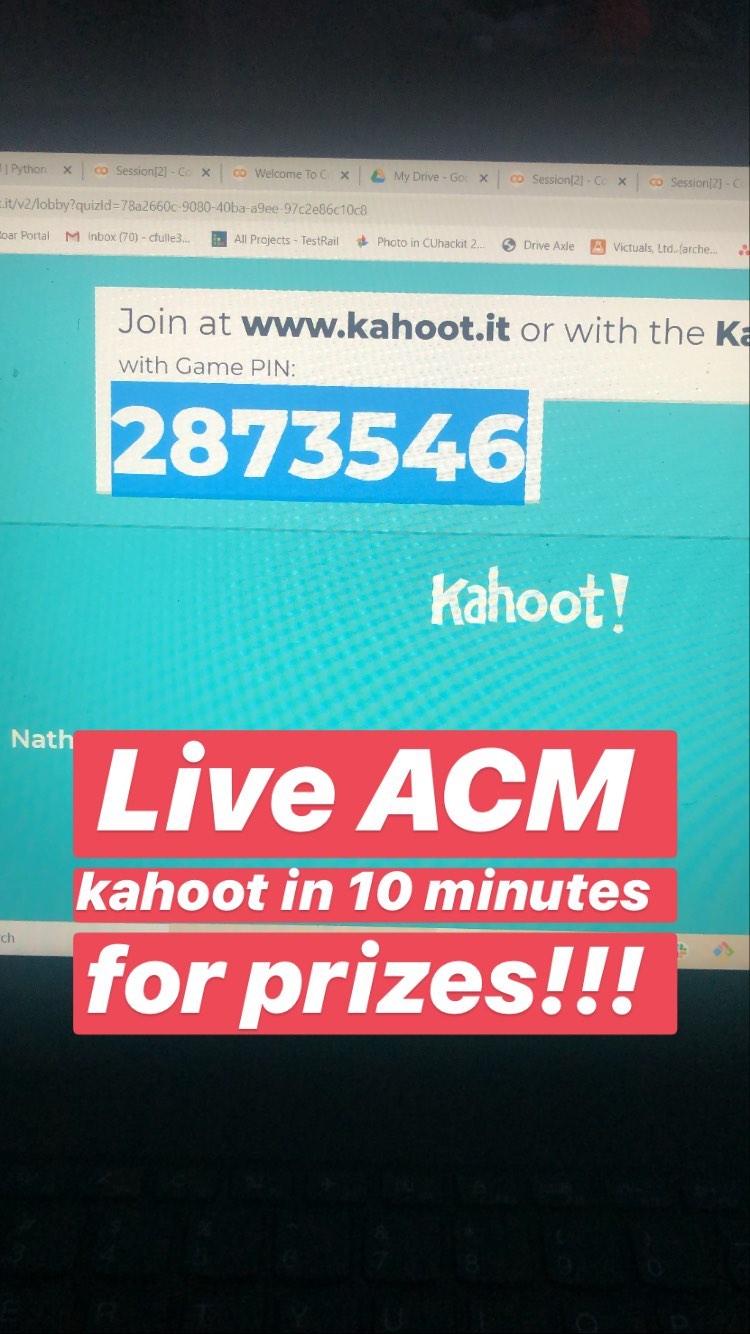 Python
Session[2] - Co
Welcome To C
My Drive - Goo
Session[2] - Co
Session[2] - C
.it/v2/lobby?quizId=78a2660c-9080-40ba-a9ee-97c2e86c10c8
oar Portal
Inbox (70) - cfulle3...
All Projects - TestRail
Photo in CUhackit 2...
Drive Axle
Victuals, Ltd..(arche...
Join at www.kahoot.it or with the Ka
with Game PIN:
2873546
Kahoot!
Nath
Live ACM
kahoot in 10 minutes
for prizes!!!
rch